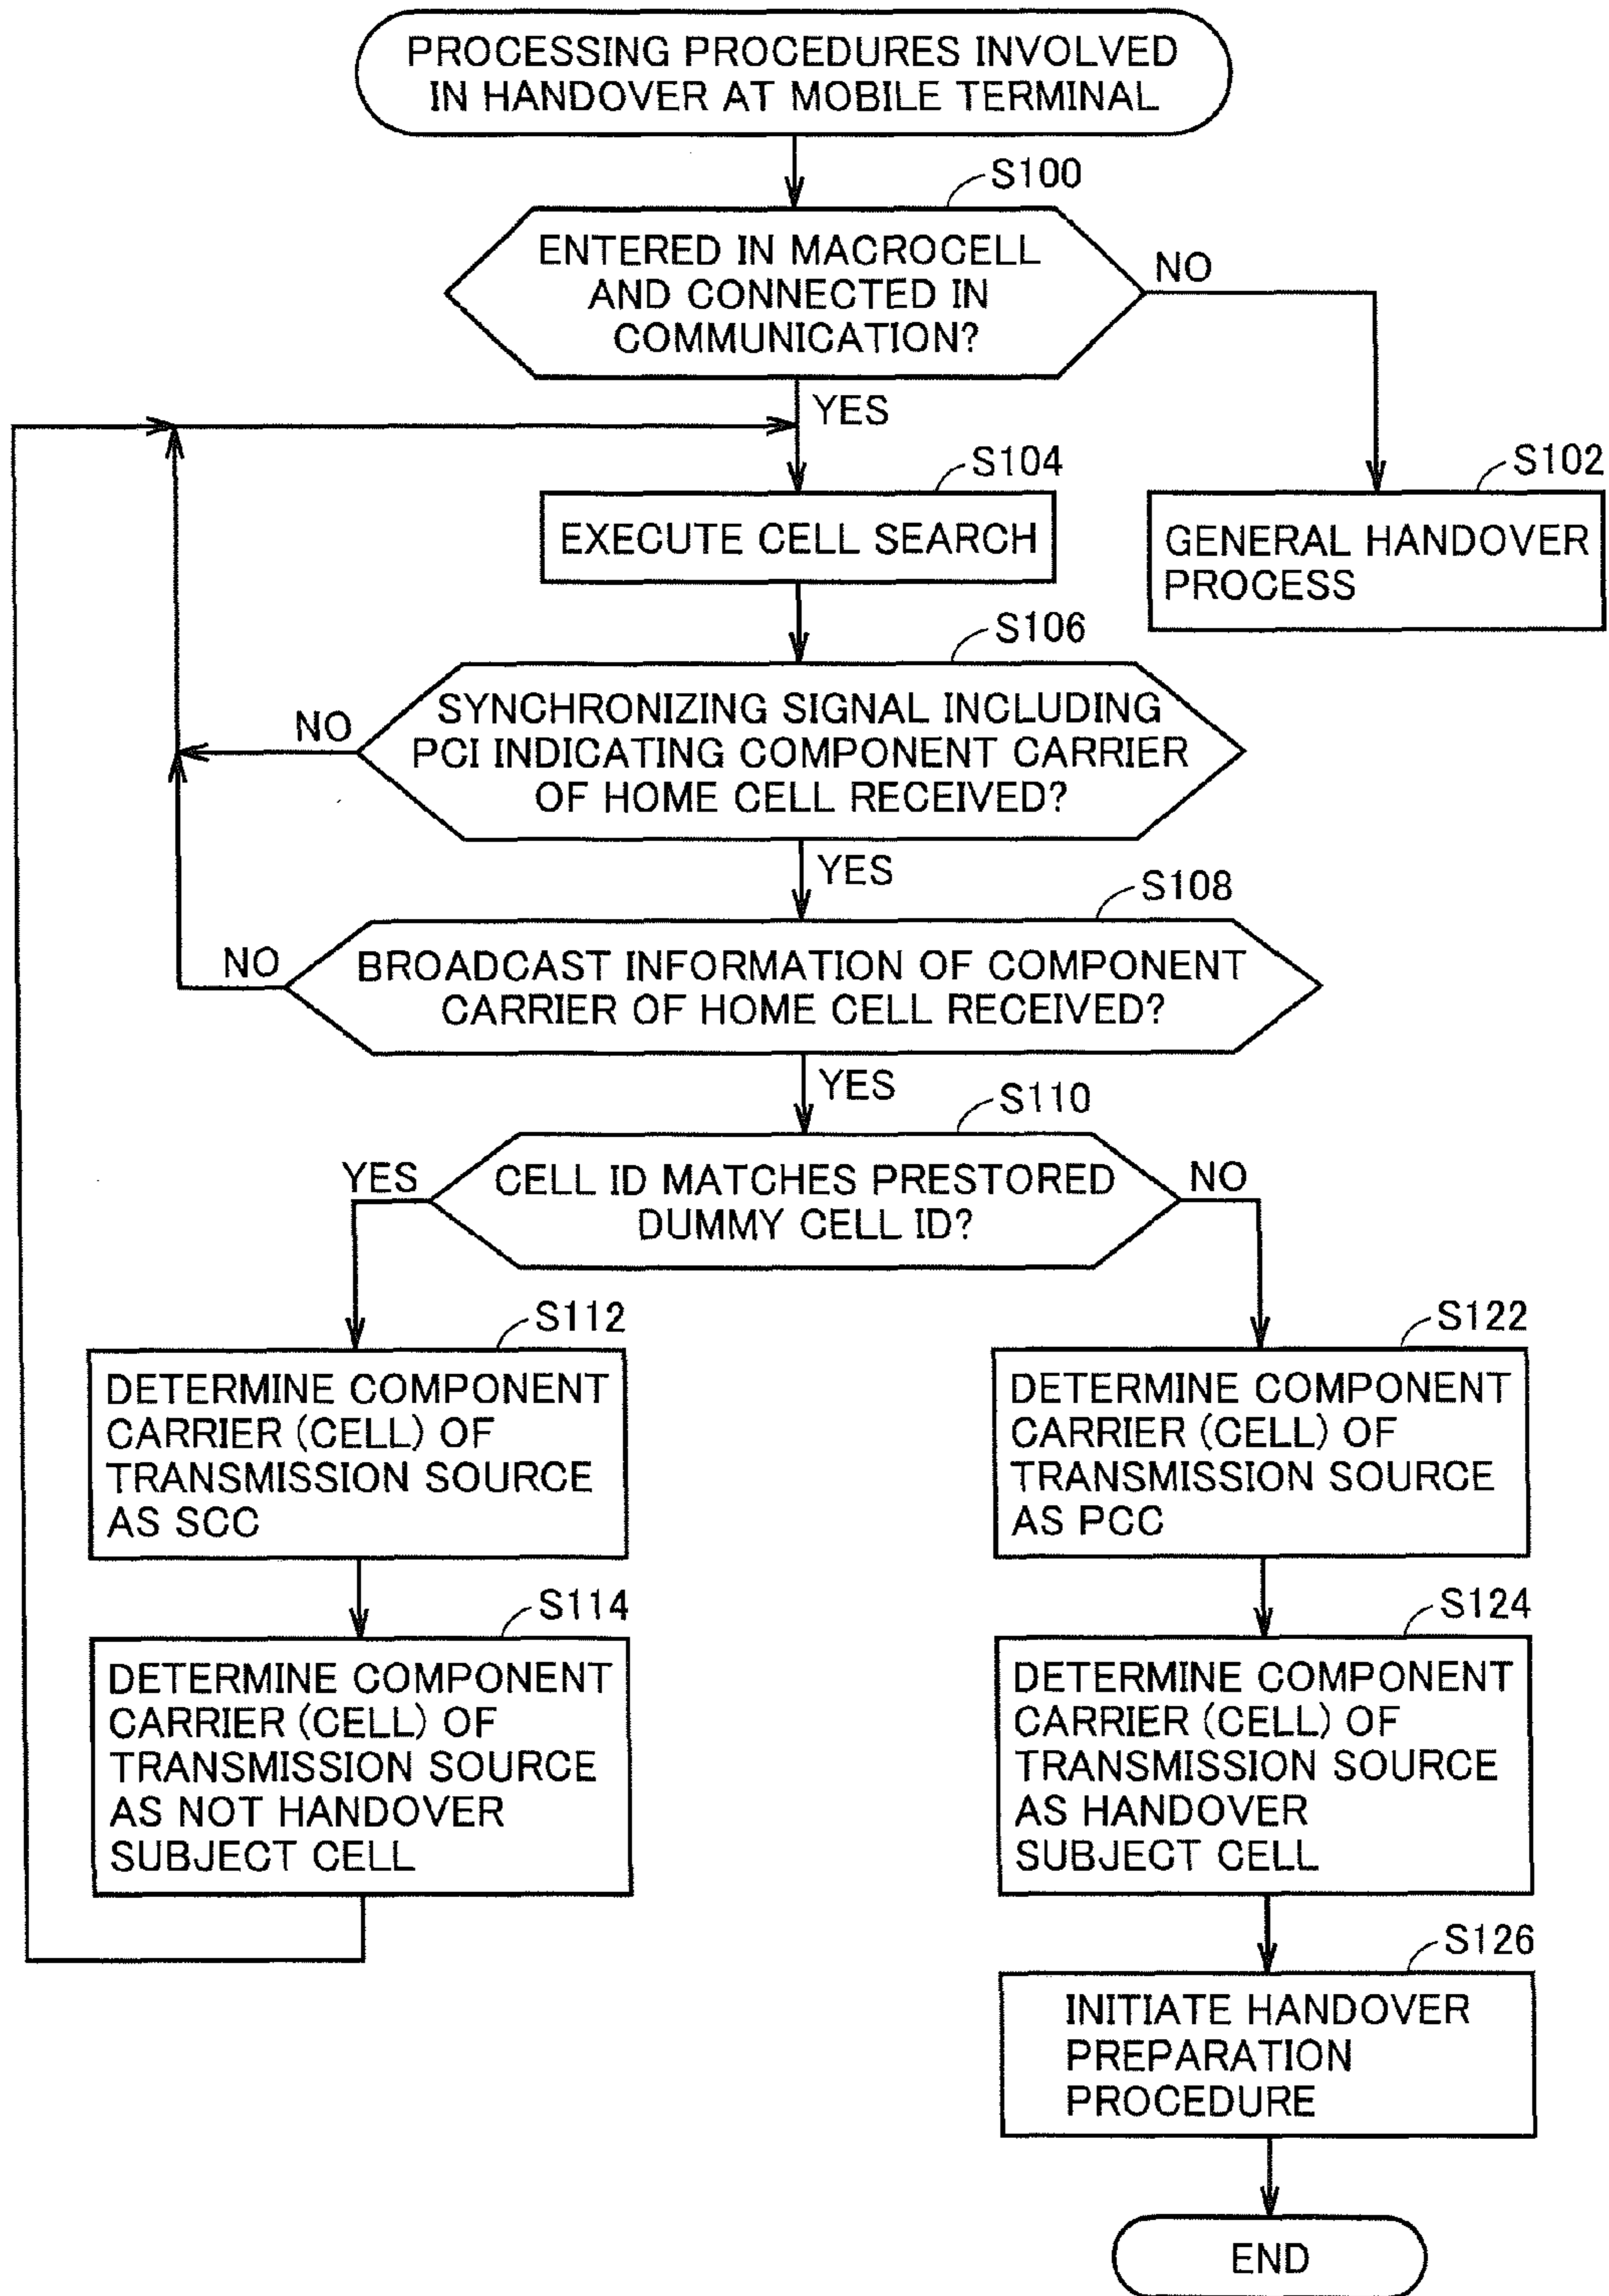 PROCESSING PROCEDURES INVOLVED
IN HANDOVER AT MOBILE TERMINAL
S100
ENTERED IN MACROCELL
AND CONNECTED IN
COMMUNICATION?
NO
YES
S104
EXECUTE CELL SEARCH
S102
GENERAL HANDOVER
PROCESS
S106
SYNCHRONIZING SIGNAL INCLUDING
PCI INDICATING COMPONENT CARRIER
OF HOME CELL RECEIVED?
NO
YES
S108
BROADCAST INFORMATION OF COMPONENT
CARRIER OF HOME CELL RECEIVED?
NO
YES
S110
CELL ID MATCHES PRESTORED
DUMMY CELL ID?
YES
NO
S112
DETERMINE COMPONENT
CARRIER (CELL) OF
TRANSMISSION SOURCE
AS SCC
S114
DETERMINE COMPONENT
CARRIER (CELL) OF
TRANSMISSION SOURCE
AS NOT HANDOVER
SUBJECT CELL
S122
DETERMINE COMPONENT
CARRIER (CELL) OF
TRANSMISSION SOURCE
AS PCC
S124
DETERMINE COMPONENT
CARRIER (CELL) OF
TRANSMISSION SOURCE
AS HANDOVER
SUBJECT CELL
S126
INITIATE HANDOVER
PREPARATION
PROCEDURE
END